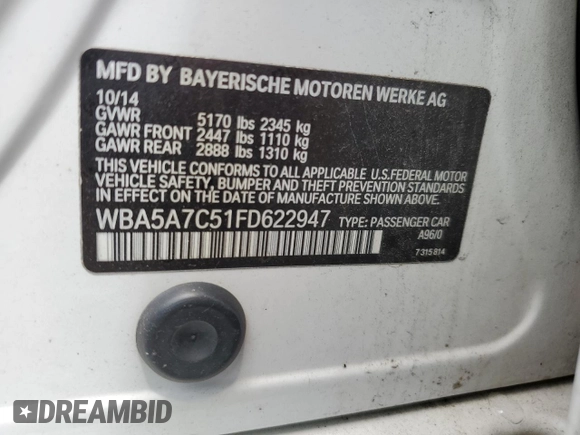 MFD BY BAYERISCHE MOTOREN WERKE AG
10/14
GVWR 5170 lbs 2345 kg
GAWR FRONT 2447 lbs 1110 kg
GAWR REAR 2888 lbs 1310 kg
THIS VEHICLE CONFORMS TO ALL APPLICABLE U.S.FEDERAL MOTOR
VEHICLE SAFETY, BUMPER AND THEFT PREVENTION STANDARDS
IN EFFECT ON THE DATE OF MANUFACTURE SHOWN ABOVE.
WBA5A7C51FD622947 TYPE: PASSENGER CAR
A96/0
7 315 814
DREAMBID